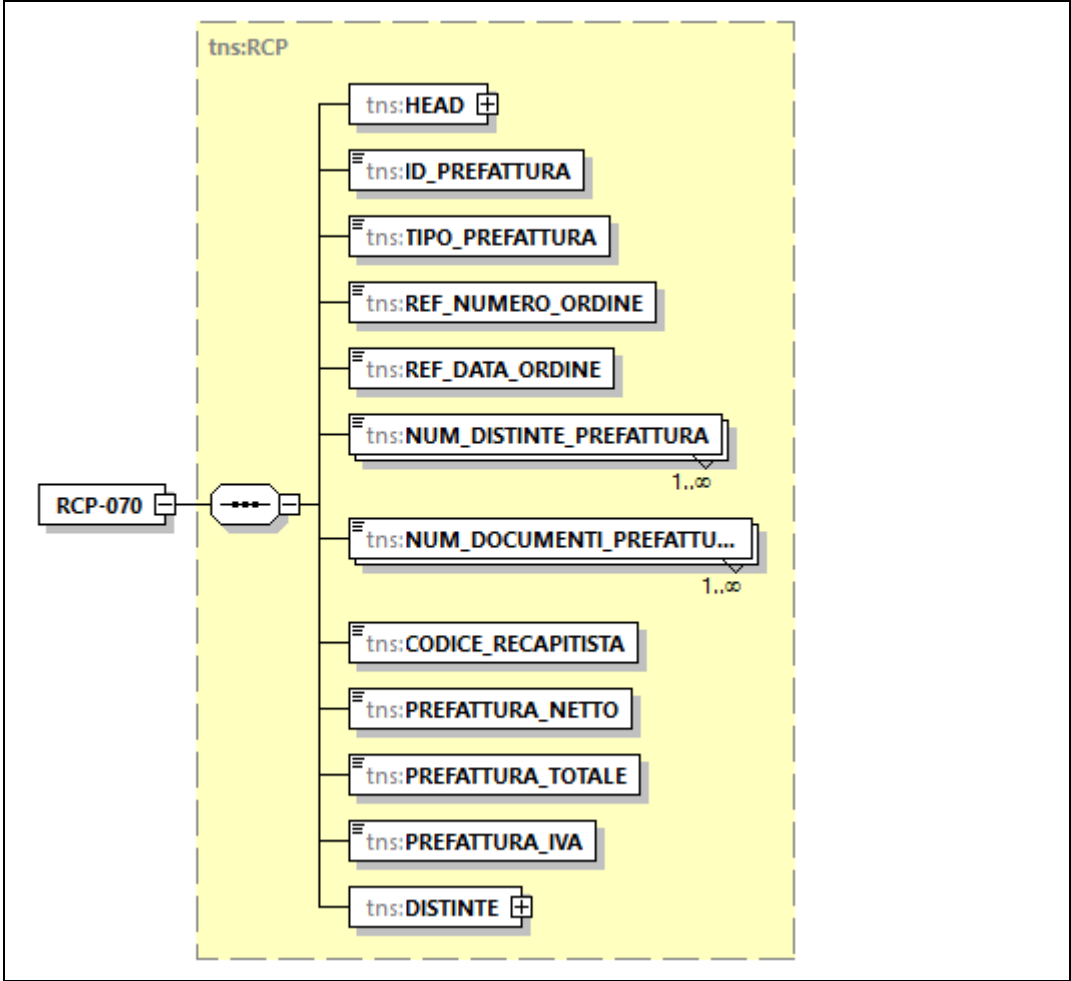 tns:RCP
tns:HEAD
tns:ID_PREFATTURA
tns:TIPO_PREFATTURA
tns:REF_NUMERO_ORDINE
tns:REF_DATA_ORDINE
tns:NUM_DISTINTE_PREFATTURA
1..∞
RCP-070
tns:NUM_DOCUMENTI_PREFATTU...
1..∞
tns:CODICE_RECAPITISTA
tns:PREFATTURA_NETTO
tns:PREFATTURA_TOTALE
tns:PREFATTURA_IVA
tns:DISTINTE